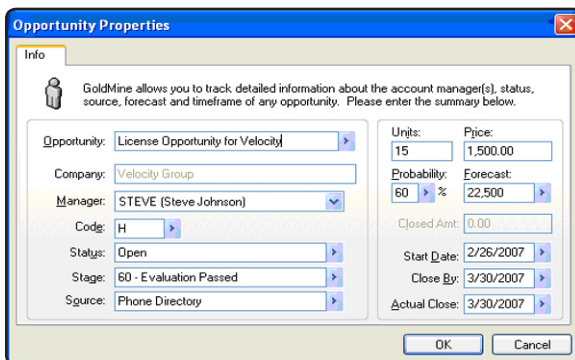 Opportunity Properties
Info
GoldMine allows you to track detailed information about the account manager(s), status,
source, forecast and timeframe of any opportunity. Please enter the summary below.
Opportunity: License Opportunity for Velocity
Company: Velocity Group
Manager: STEVE (Steve Johnson)
Code: H
Status: Open
Stage: 60 - Evaluation Passed
Source: Phone Directory
Units: Price:
15 1,500.00
Probability: Forecast:
60 % 22,500
Closed Amt: 0.00
Start Date: 2/26/2007
Close By: 3/30/2007
Actual Close: 3/30/2007
OK Cancel